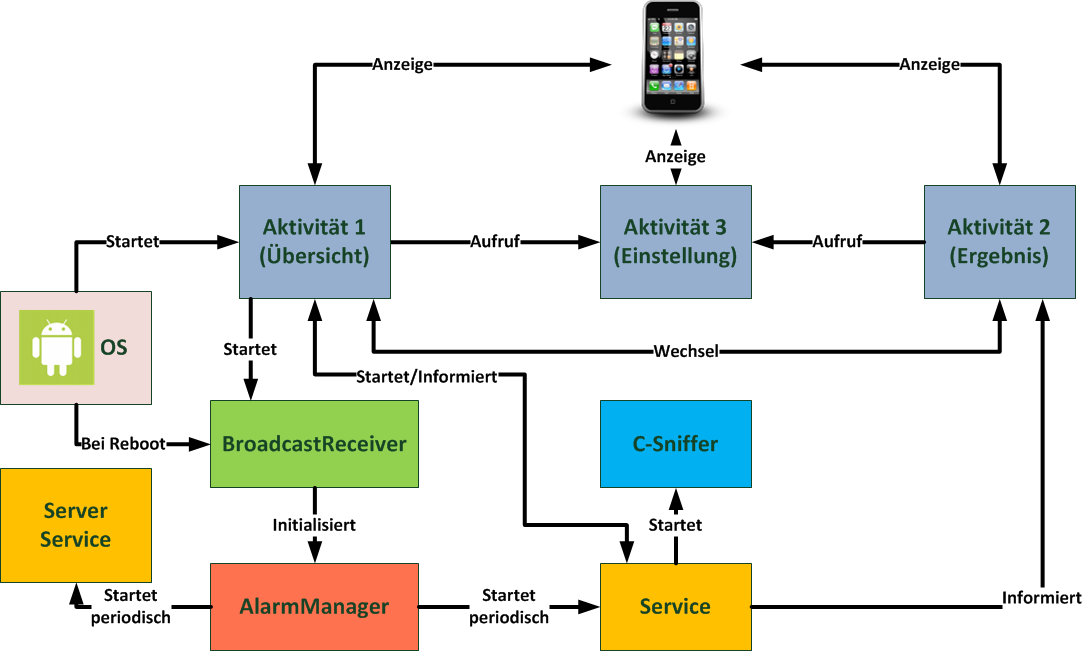 Anzeige
Anzeige
Anzeige
Aktivität 1
(Übersicht)
Aktivität 3
(Einstellung)
Aktivität 2
(Ergebnis)
Startet
Aufruf
Aufruf
OS
Startet
Wechsel
Startet/Informiert
Bei Reboot
BroadcastReceiver
C-Sniffer
Server
Service
Initialisiert
Startet
Startet
periodisch
AlarmManager
Startet
periodisch
Service
Informiert